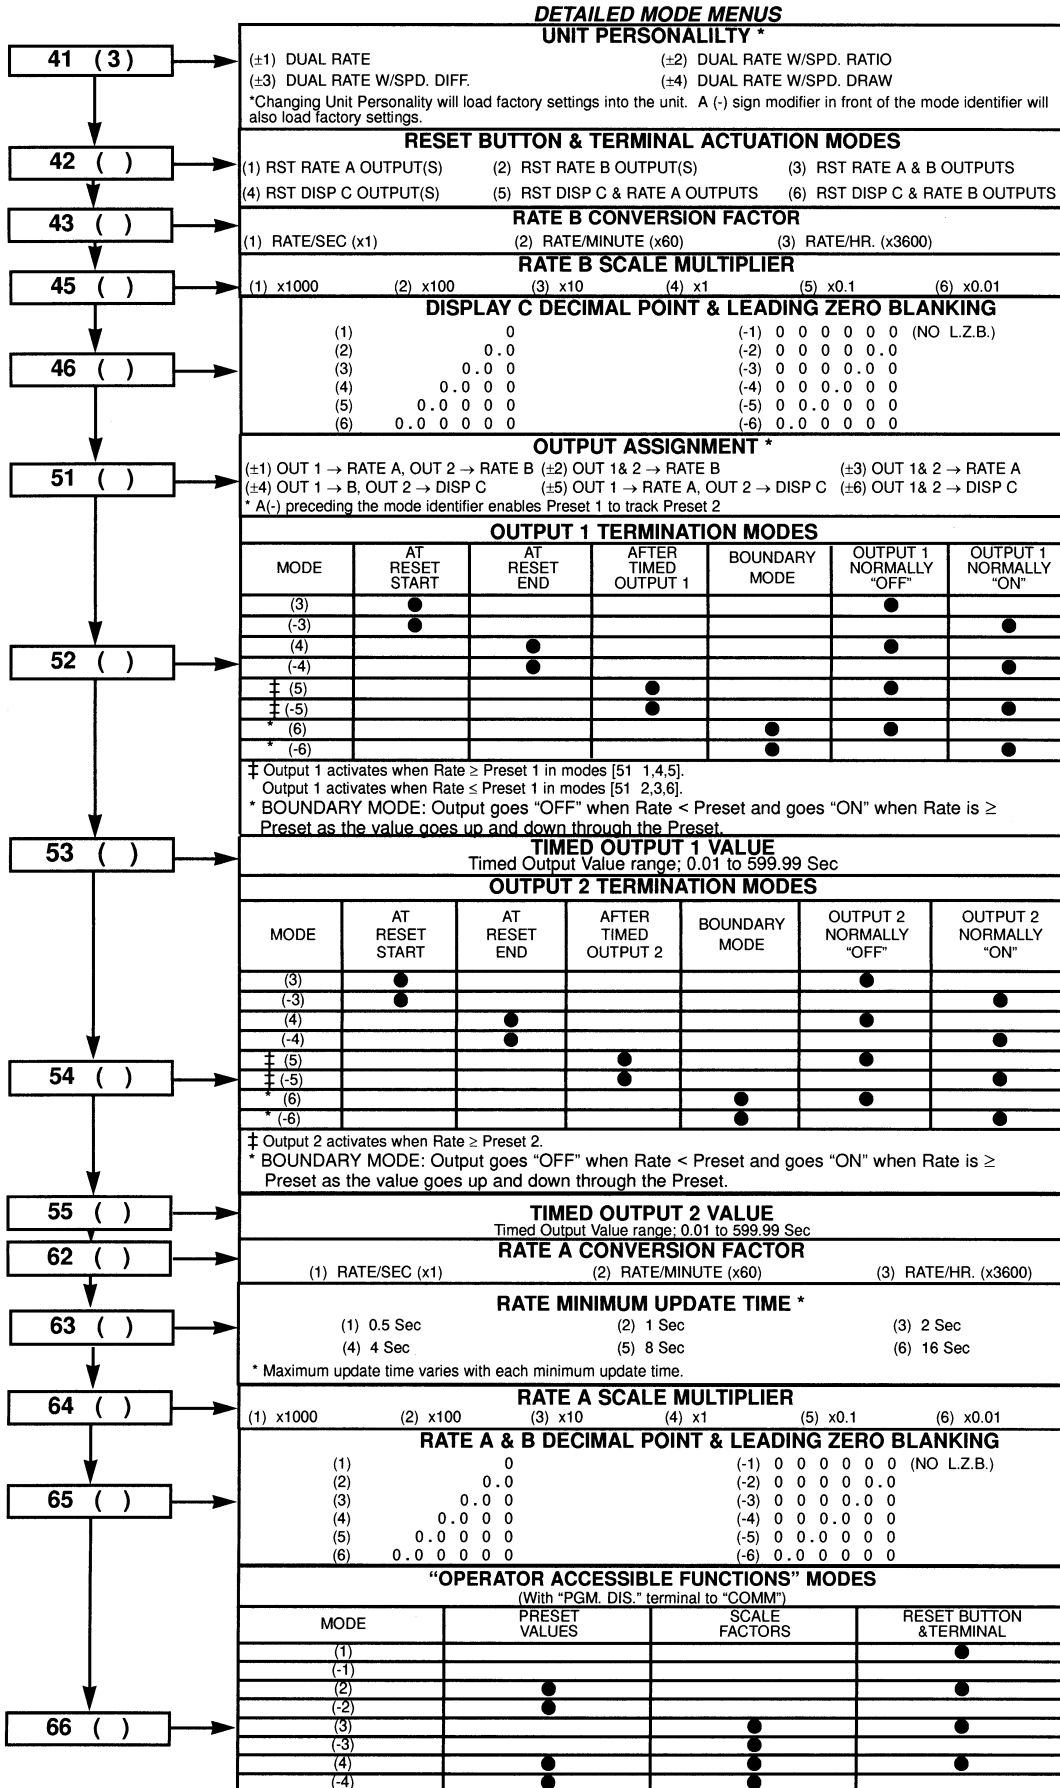 DETAILED MODE MENUS
41 (3)
UNIT PERSONALILTY *
(±1) DUAL RATE (±2) DUAL RATE W/SPD. RATIO
(±3) DUAL RATE W/SPD. DIFF. (±4) DUAL RATE W/SPD. DRAW
*Changing Unit Personality will load factory settings into the unit. A (-) sign modifier in front of the mode identifier will
also load factory settings.
42 ( )
RESET BUTTON & TERMINAL ACTUATION MODES
(1) RST RATE A OUTPUT(S) (2) RST RATE B OUTPUT(S) (3) RST RATE A & B OUTPUTS
(4) RST DISP C OUTPUT(S) (5) RST DISP C & RATE A OUTPUTS (6) RST DISP C & RATE B OUTPUTS
43 ( )
RATE B CONVERSION FACTOR
(1) RATE/SEC (x1) (2) RATE/MINUTE (x60) (3) RATE/HR. (x3600)
45 ( )
RATE B SCALE MULTIPLIER
(1) x1000 (2) x100 (3) x10 (4) x1 (5) x0.1 (6) x0.01
46 ( )
DISPLAY C DECIMAL POINT & LEADING ZERO BLANKING
(1) 0 (-1) 0 0 0 0 0 0 (NO L.Z.B.)
(2) 0.0 (-2) 0 0 0 0 0.0
(3) 0.0 0 (-3) 0 0 0 0.0 0
(4) 0.0 0 0 (-4) 0 0 0.0 0 0
(5) 0.0 0 0 0 (-5) 0 0.0 0 0 0
(6) 0.0 0 0 0 0 (-6) 0.0 0 0 0 0
51 ( )
OUTPUT ASSIGNMENT *
(±1) OUT 1 → RATE A, OUT 2 → RATE B (±2) OUT 1& 2 → RATE B (±3) OUT 1& 2 → RATE A
(±4) OUT 1 → B, OUT 2 → DISP C (±5) OUT 1 → RATE A, OUT 2 → DISP C (±6) OUT 1& 2 → DISP C
* A(-) preceding the mode identifier enables Preset 1 to track Preset 2
52 ( )
OUTPUT 1 TERMINATION MODES
MODE
AT
RESET
START
AT
RESET
END
AFTER
TIMED
OUTPUT 1
BOUNDARY
MODE
OUTPUT 1
NORMALLY
“OFF”
OUTPUT 1
NORMALLY
“ON”
(3) ● ●
(-3) ● ●
(4) ● ●
(-4) ● ●
‡ (5) ● ●
‡ (-5) ● ●
* (6) ● ●
* (-6) ● ●
‡ Output 1 activates when Rate ≥ Preset 1 in modes [51 1,4,5].
Output 1 activates when Rate ≤ Preset 1 in modes [51 2,3,6].
* BOUNDARY MODE: Output goes “OFF” when Rate < Preset and goes “ON” when Rate is ≥
Preset as the value goes up and down through the Preset.
53 ( )
TIMED OUTPUT 1 VALUE
Timed Output Value range; 0.01 to 599.99 Sec
54 ( )
OUTPUT 2 TERMINATION MODES
MODE
AT
RESET
START
AT
RESET
END
AFTER
TIMED
OUTPUT 2
BOUNDARY
MODE
OUTPUT 2
NORMALLY
“OFF”
OUTPUT 2
NORMALLY
“ON”
(3) ● ●
(-3) ● ●
(4) ● ●
(-4) ● ●
‡ (5) ● ●
‡ (-5) ● ●
* (6) ● ●
* (-6) ● ●
‡ Output 2 activates when Rate ≥ Preset 2.
* BOUNDARY MODE: Output goes “OFF” when Rate < Preset and goes “ON” when Rate is ≥
Preset as the value goes up and down through the Preset.
55 ( )
TIMED OUTPUT 2 VALUE
Timed Output Value range; 0.01 to 599.99 Sec
62 ( )
RATE A CONVERSION FACTOR
(1) RATE/SEC (x1) (2) RATE/MINUTE (x60) (3) RATE/HR. (x3600)
63 ( )
RATE MINIMUM UPDATE TIME *
(1) 0.5 Sec (2) 1 Sec (3) 2 Sec
(4) 4 Sec (5) 8 Sec (6) 16 Sec
* Maximum update time varies with each minimum update time.
64 ( )
RATE A SCALE MULTIPLIER
(1) x1000 (2) x100 (3) x10 (4) x1 (5) x0.1 (6) x0.01
65 ( )
RATE A & B DECIMAL POINT & LEADING ZERO BLANKING
(1) 0 (-1) 0 0 0 0 0 0 (NO L.Z.B.)
(2) 0.0 (-2) 0 0 0 0 0.0
(3) 0.0 0 (-3) 0 0 0 0.0 0
(4) 0.0 0 0 (-4) 0 0 0.0 0 0
(5) 0.0 0 0 0 (-5) 0 0.0 0 0 0
(6) 0.0 0 0 0 0 (-6) 0.0 0 0 0 0
66 ( )
“OPERATOR ACCESSIBLE FUNCTIONS” MODES
(With “PGM. DIS.” terminal to “COMM”)
MODE
PRESET
VALUES
SCALE
FACTORS
RESET BUTTON
&TERMINAL
(1) ●
(-1)
(2) ● ●
(-2) ●
(3) ● ●
(-3) ●
(4) ● ● ●
(-4) ● ●